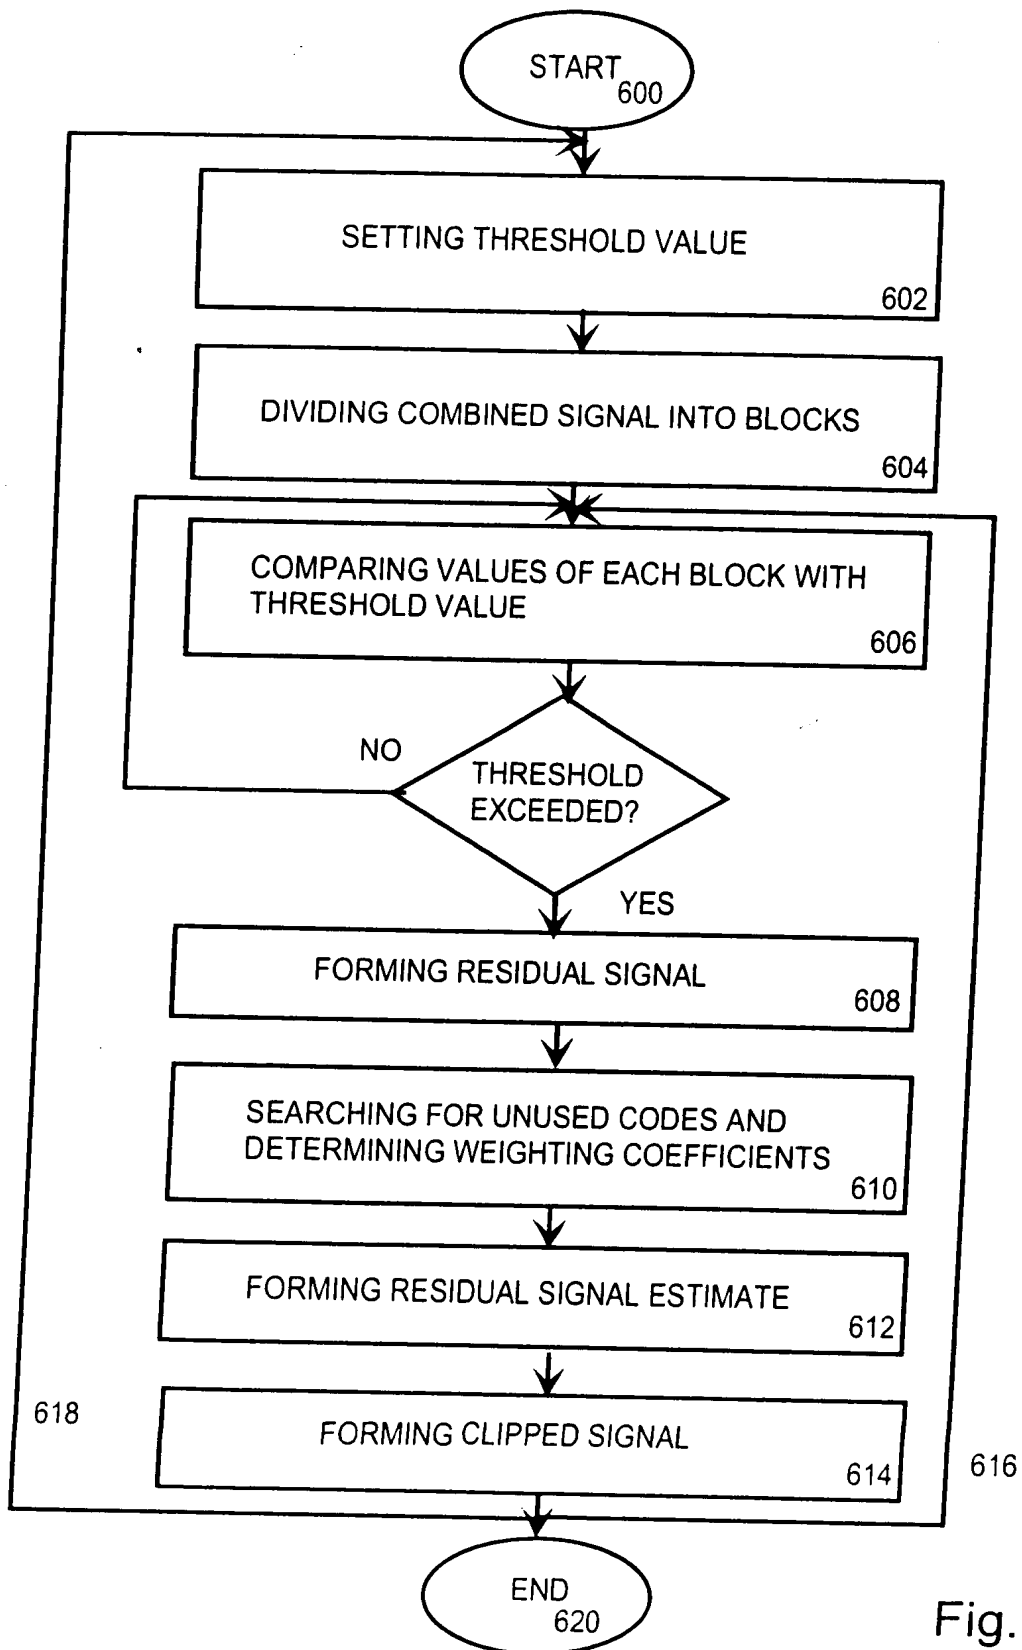 START
600
SETTING THRESHOLD VALUE
602
DIVIDING COMBINED SIGNAL INTO BLOCKS
604
COMPARING VALUES OF EACH BLOCK WITH
THRESHOLD VALUE
606
NO
THRESHOLD
EXCEEDED?
YES
FORMING RESIDUAL SIGNAL
608
SEARCHING FOR UNUSED CODES AND
DETERMINING WEIGHTING COEFFICIENTS
610
FORMING RESIDUAL SIGNAL ESTIMATE
612
618
FORMING CLIPPED SIGNAL
614
616
END
620
Fig.